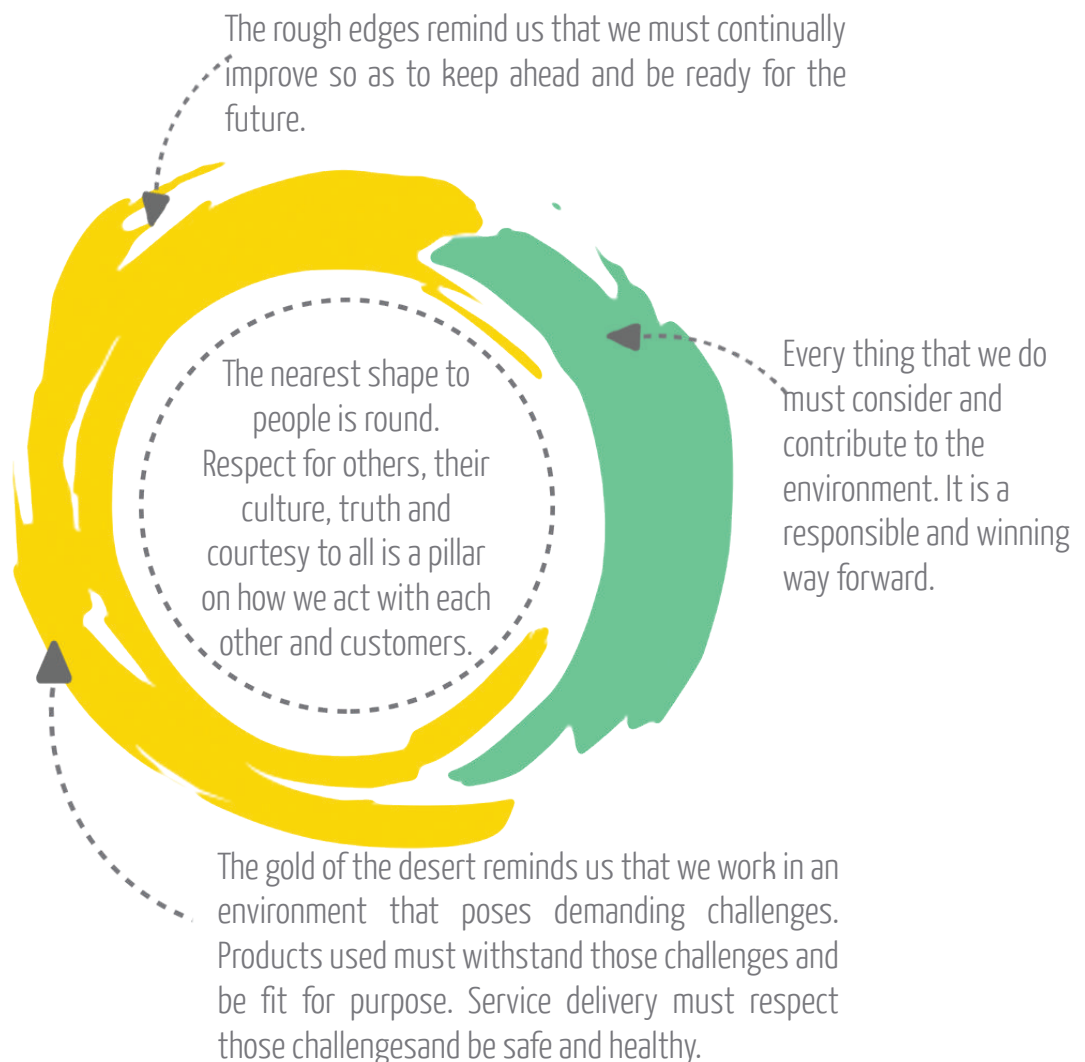 The rough edges remind us that we must continually
improve so as to keep ahead and be ready for the
future.
The nearest shape to
people is round.
Respect for others, their
culture, truth and
courtesy to all is a pillar
on how we act with each
other and customers.
Every thing that we do
must consider and
contribute to the
environment. It is a
responsible and winning
way forward.
The gold of the desert reminds us that we work in an
environment that poses demanding challenges.
Products used must withstand those challenges and
be fit for purpose. Service delivery must respect
those challengesand be safe and healthy.